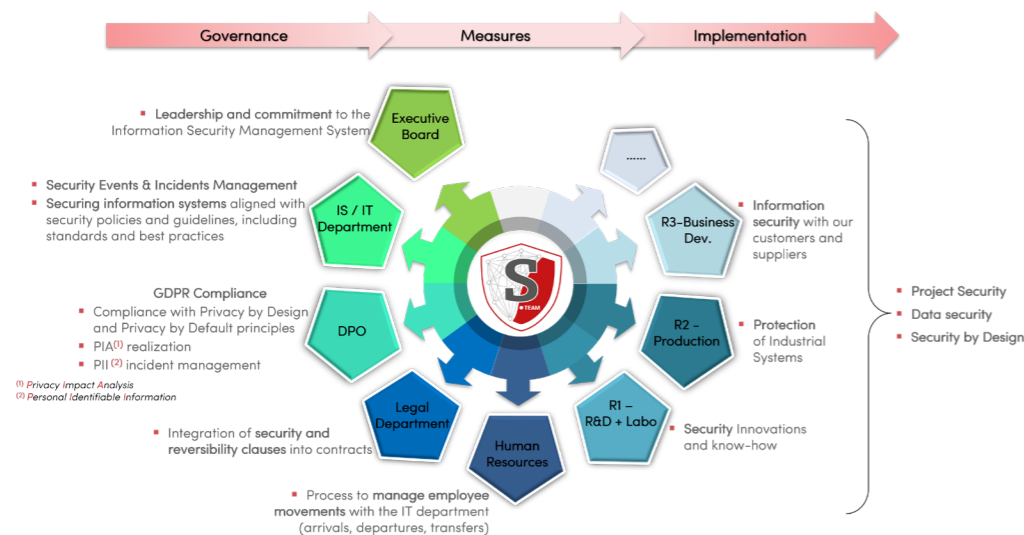 Governance
Measures
Implementation
▪ Leadership and commitment to the
Information Security Management System
Executive
Board
▪ Security Events & Incidents Management
▪ Securing information systems aligned with
security policies and guidelines, including
standards and best practices
IS / IT
Department
GDPR Compliance
▪ Compliance with Privacy by Design
and Privacy by Default principles
▪ PIA(1) realization
▪ PII (2) incident management
(1) Privacy Impact Analysis
(2) Personal Identifiable Information
DPO
▪ Integration of security and
reversibility clauses into contracts
Legal
Department
▪ Process to manage employee
movements with the IT department
(arrivals, departures, transfers)
Human
Resources
S
TEAM
......
R3-Business
Dev.
▪ Information
security with our
customers and
suppliers
R2 –
Production
▪ Protection
of Industrial
Systems
R1 –
R&D + Labo
▪ Security Innovations
and know-how
▪ Project Security
▪ Data security
▪ Security by Design